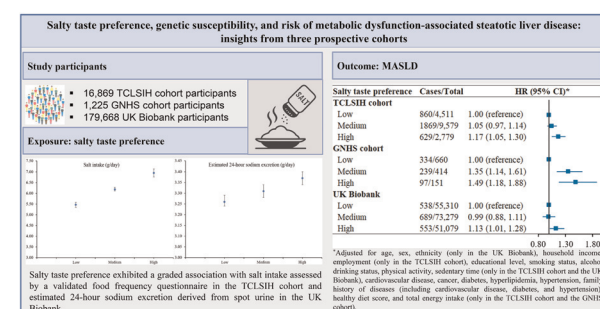 Salty taste preference, genetic susceptibility, and risk of metabolic dysfunction-associated steatotic liver disease:
insights from three prospective cohorts
Study participants
▪ 16,869 TCLSIH cohort participants
▪ 1,225 GNHS cohort participants
▪ 179,668 UK Biobank participants
SALT
Exposure: salty taste preference
Salt intake (g/day)
Low
Medium
High
Estimated 24-hour sodium excretion (g/day)
Low
Medium
High
Salty taste preference exhibited a graded association with salt intake assessed
by a validated food frequency questionnaire in the TCLSIH cohort and
estimated 24-hour sodium excretion derived from spot urine in the UK
Biobank
Outcome: MASLD
Salty taste preference Cases/Total HR (95% CI)*
TCLSIH cohort
Low 860/4,511 1.00 (reference)
Medium 1869/9,579 1.05 (0.97, 1.14)
High 629/2,779 1.17 (1.05, 1.30)
GNHS cohort
Low 334/660 1.00 (reference)
Medium 239/414 1.35 (1.14, 1.61)
High 97/151 1.49 (1.18, 1.88)
UK Biobank
Low 538/55,310 1.00 (reference)
Medium 689/73,279 0.99 (0.88, 1.11)
High 553/51,079 1.13 (1.01, 1.28)
0.80 1.30 1.80
*Adjusted for age, sex, ethnicity (only in the UK Biobank), household income,
employment (only in the TCLSIH cohort), educational level, smoking status, alcohol
drinking status, physical activity, sedentary time (only in the TCLSIH cohort and the UK
Biobank), cardiovascular disease, cancer, diabetes, hyperlipidemia, hypertension, family
history of diseases (including cardiovascular disease, diabetes, and hypertension),
healthy diet score, and total energy intake (only in the TCLSIH cohort and the GNHS
cohort).